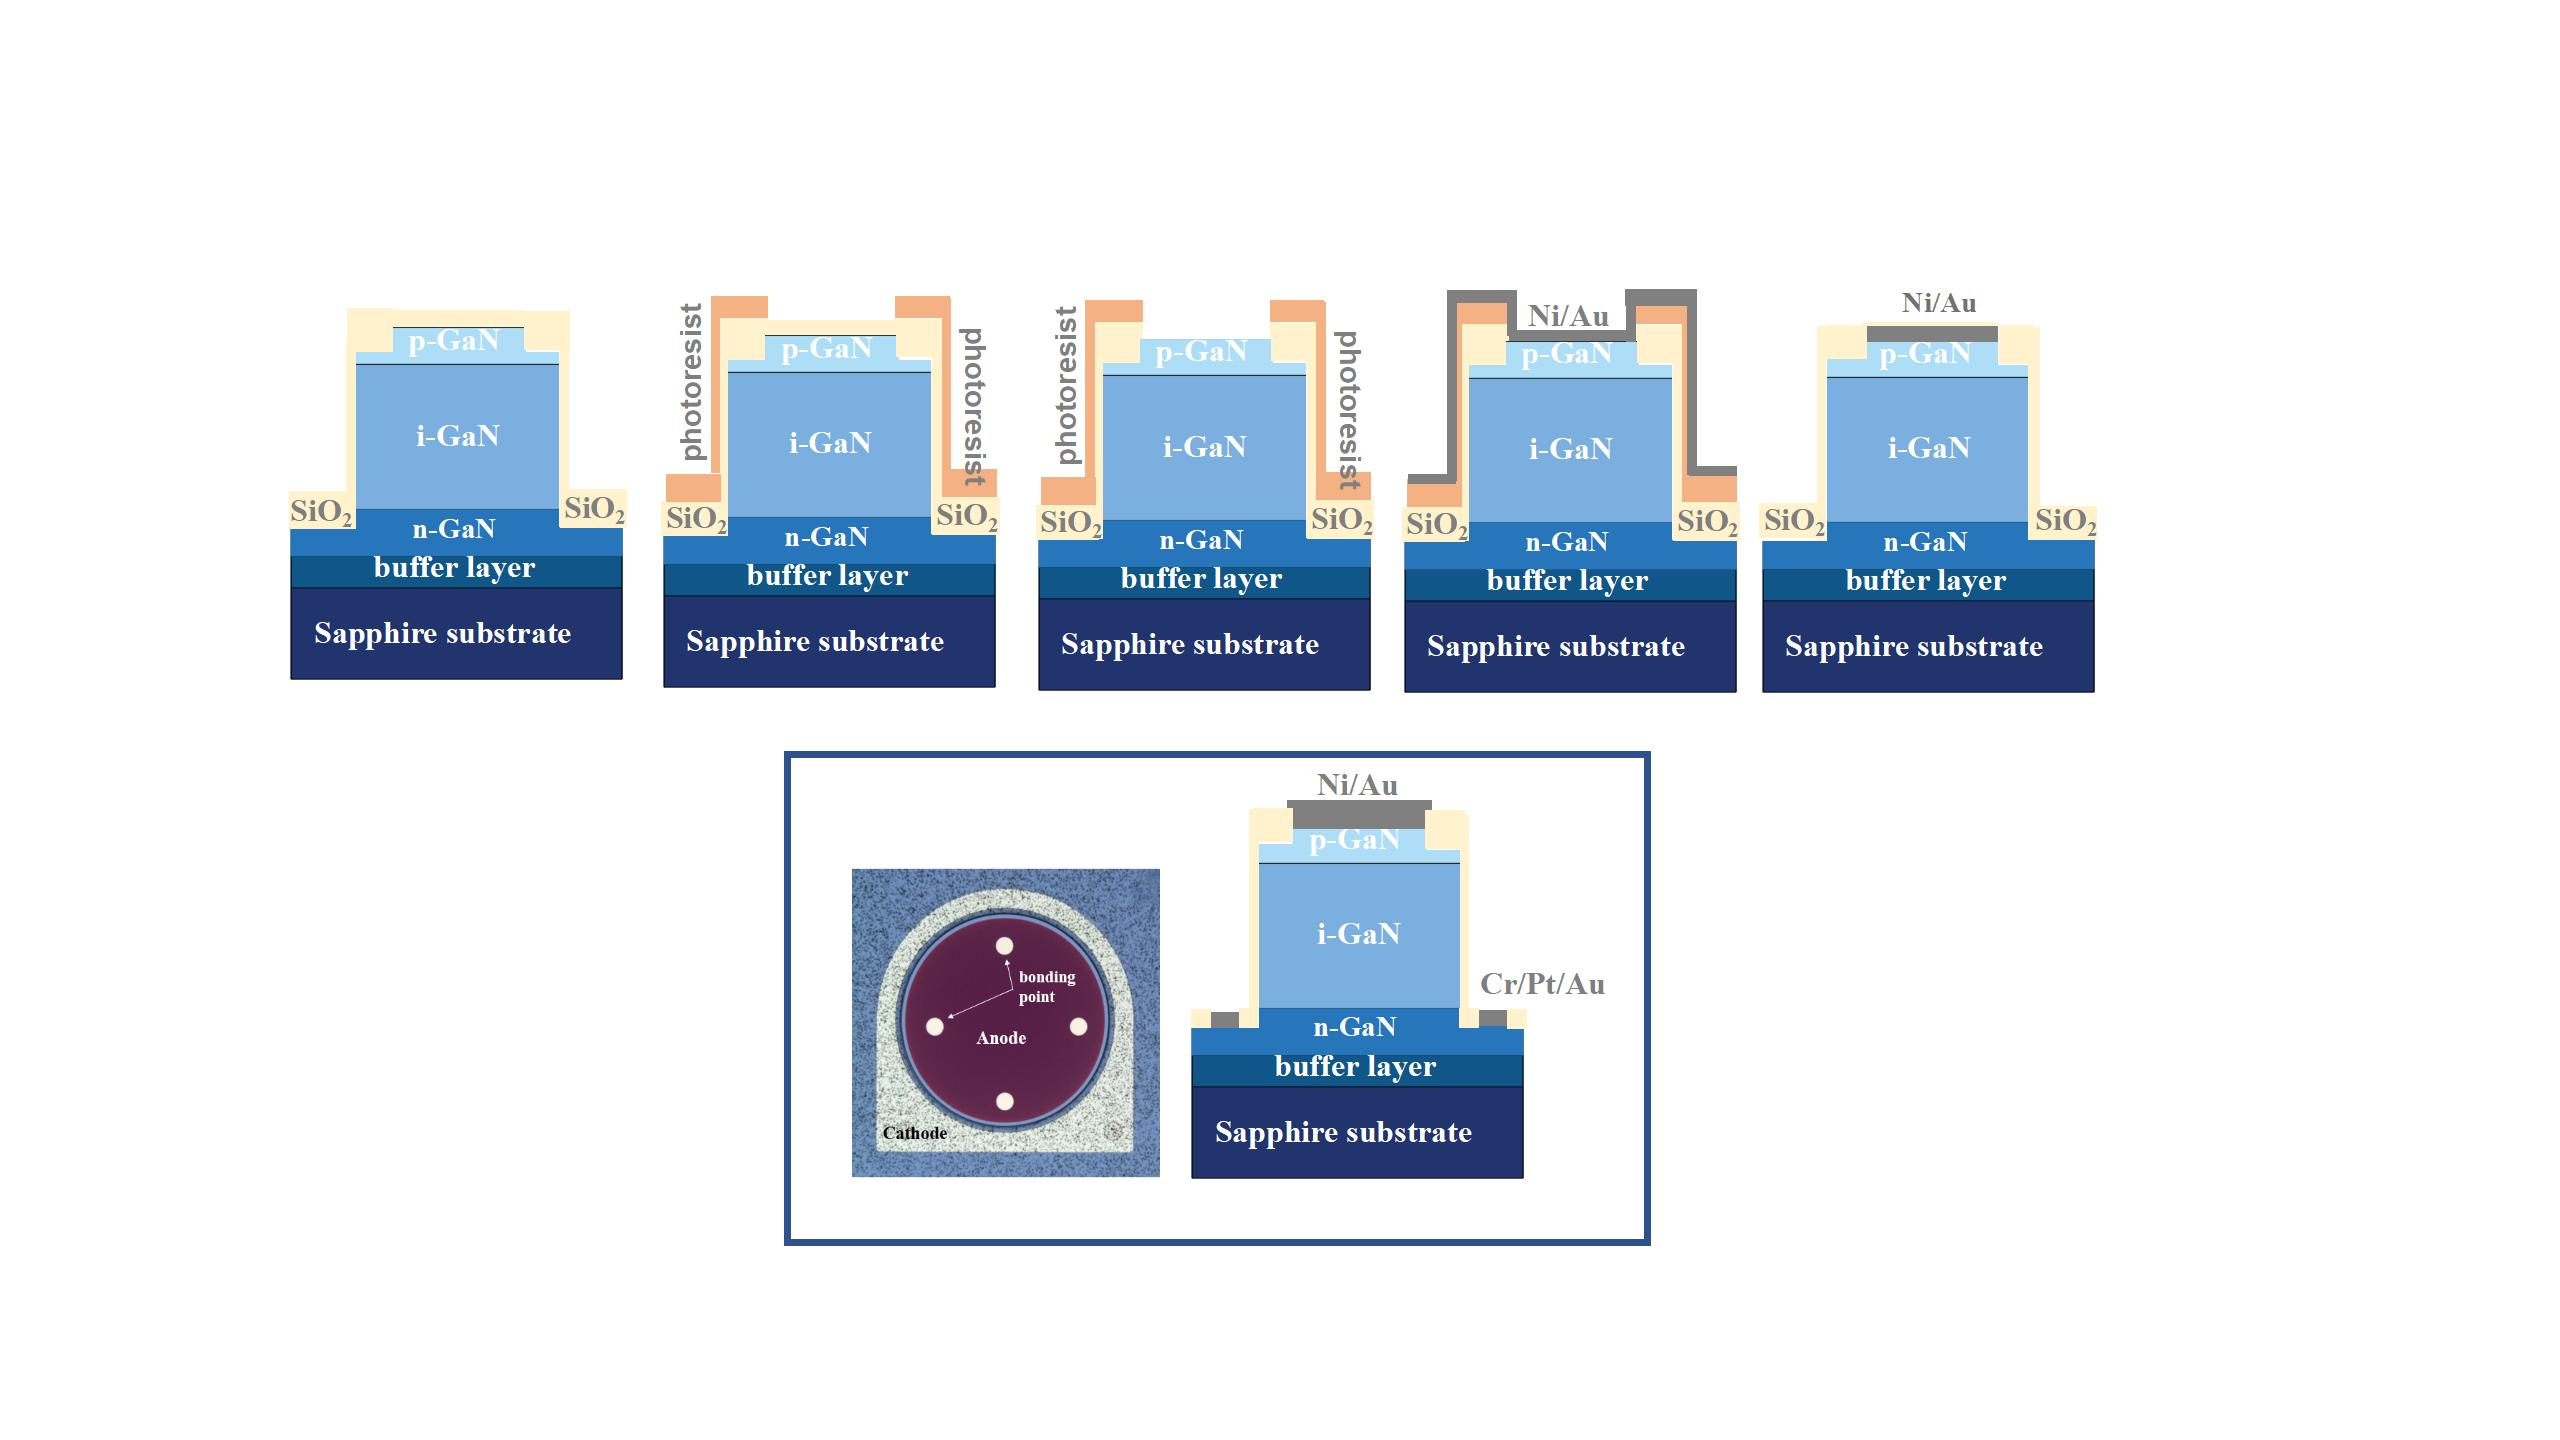 p-GaN
i-GaN
SiO2
SiO2
n-GaN
buffer layer
Sapphire substrate
photoresist
photoresist
p-GaN
i-GaN
SiO2
SiO2
n-GaN
buffer layer
Sapphire substrate
photoresist
photoresist
p-GaN
i-GaN
SiO2
SiO2
n-GaN
buffer layer
Sapphire substrate
Ni/Au
p-GaN
i-GaN
SiO2
SiO2
n-GaN
buffer layer
Sapphire substrate
Ni/Au
p-GaN
i-GaN
SiO2
SiO2
n-GaN
buffer layer
Sapphire substrate
bonding
point
Anode
Cathode
Ni/Au
p-GaN
i-GaN
Cr/Pt/Au
n-GaN
buffer layer
Sapphire substrate